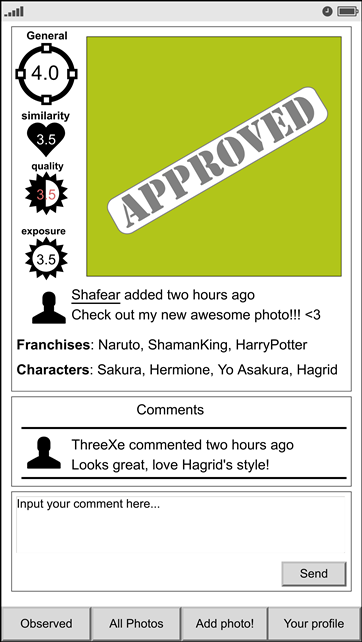 General
4.0
similarity
3.5
quality
3.5
exposure
3.5
APPROVED
Shafear added two hours ago
Check out my new awesome photo!!! <3
Franchises: Naruto, ShamanKing, HarryPotter
Characters: Sakura, Hermione, Yo Asakura, Hagrid
Comments
ThreeXe commented two hours ago
Looks great, love Hagrid's style!
Input your comment here...
Send
Observed All Photos Add photo! Your profile